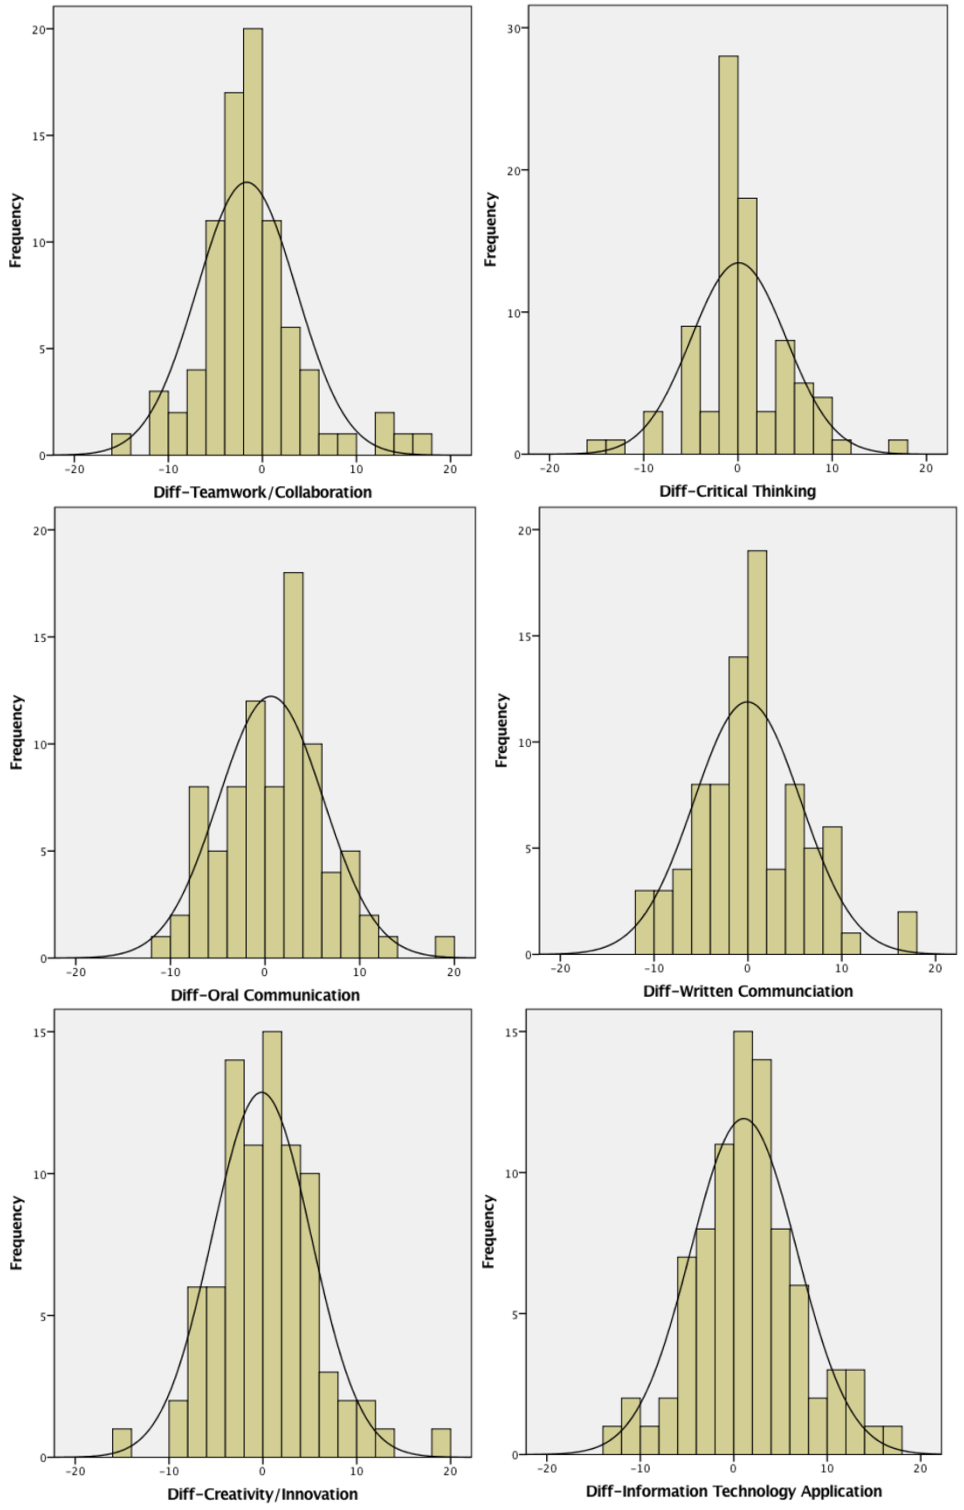 20
15
10
5
0
Frequency
-20 -10 0 10 20
Diff-Teamwork/Collaboration
30
20
10
0
Frequency
-20 -10 0 10 20
Diff-Critical Thinking
20
15
10
5
0
Frequency
-20 -10 0 10 20
Diff-Oral Communication
20
15
10
5
0
Frequency
-20 -10 0 10 20
Diff-Written Communciation
15
10
5
0
Frequency
-20 -10 0 10 20
Diff-Creativity/Innovation
15
10
5
0
Frequency
-20 -10 0 10 20
Diff-Information Technology Application